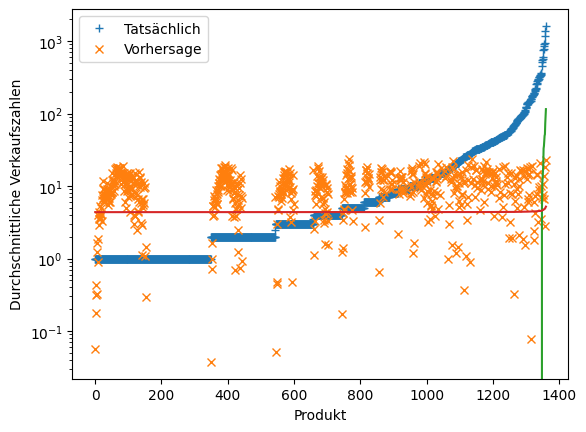 Tatsächlich
Vorhersage
Durchschnittliche Verkaufszahlen
10³
10²
10¹
10⁰
10⁻¹
0 200 400 600 800 1000 1200 1400
Produkt